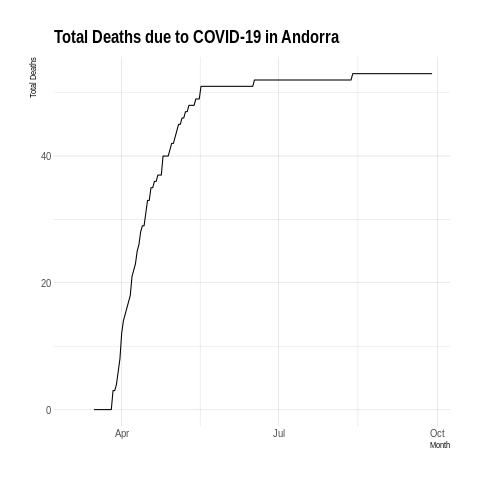 Total Deaths due to COVID-19 in Andorra
Total Deaths
40
20
0
Apr
Jul
Oct
Month